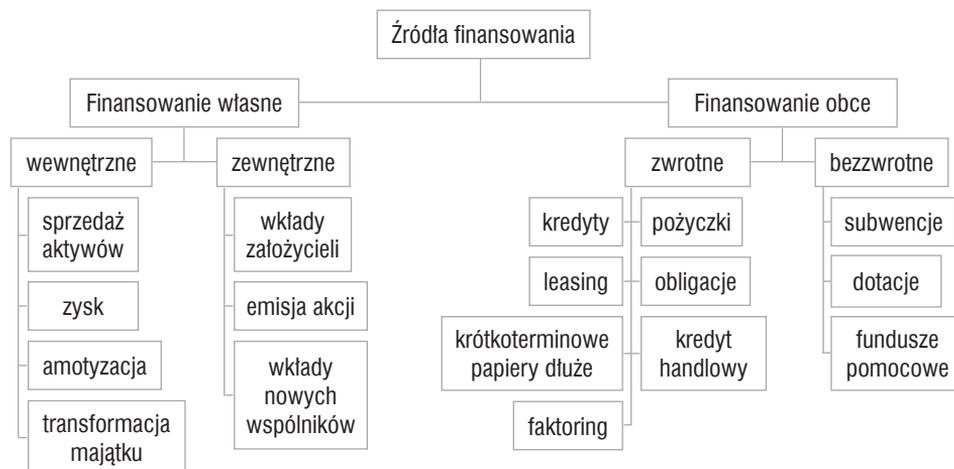 Źródła finansowania
Finansowanie własne
Finansowanie obce
wewnętrzne
zewnętrzne
zwrotne
bezzwrotne
sprzedaż
aktywów
zysk
amotyzacja
transformacja
majątku
wkłady
założycieli
emisja akcji
wkłady
nowych
wspólników
kredyty
pożyczki
leasing
obligacje
krótkoterminowe
papiery dłuże
kredyt
handlowy
faktoring
subwencje
dotacje
fundusze
pomocowe